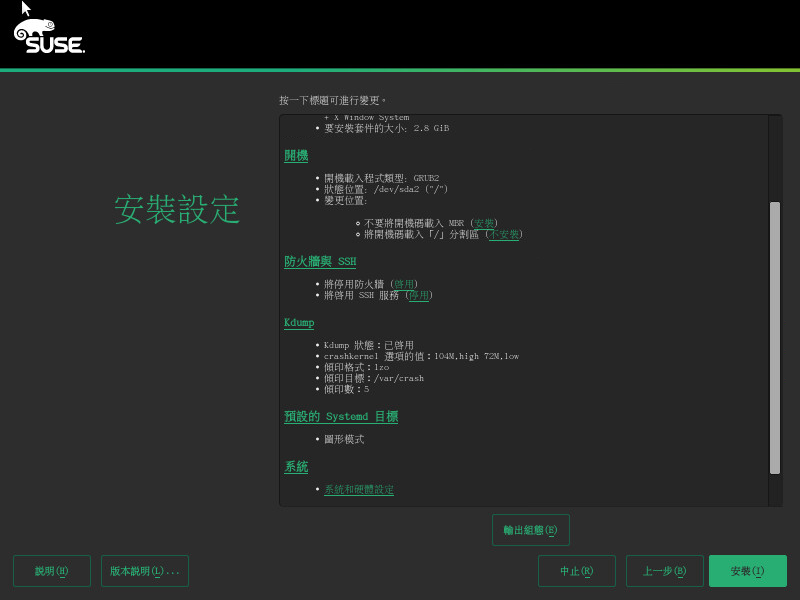 SUSE.
按一下標題可進行變更。
+ X Window System
• 要安裝套件的大小: 2.8 GiB
開機
• 開機載入程式類型: GRUB2
• 狀態位置: /dev/sda2 ("/")
• 變更位置:
不要將開機碼載入 MBR (安裝)
將開機碼載入「/」分割區 (不安裝)
安裝設定
防火牆與 SSH
• 將停用防火牆 (啓用)
• 將啓用 SSH 服務 (停用)
Kdump
• Kdump 狀態：已啓用
• crashkernel 選項的值：104M,high 72M,low
• 傾印格式：lzo
• 傾印目標：/var/crash
• 傾印數：5
預設的 Systemd 目標
• 圖形模式
系統
• 系統和硬體設定
輸出組態(E)
說明(H)
版本說明(L)...
中止(R)
上一步(B)
安裝(I)